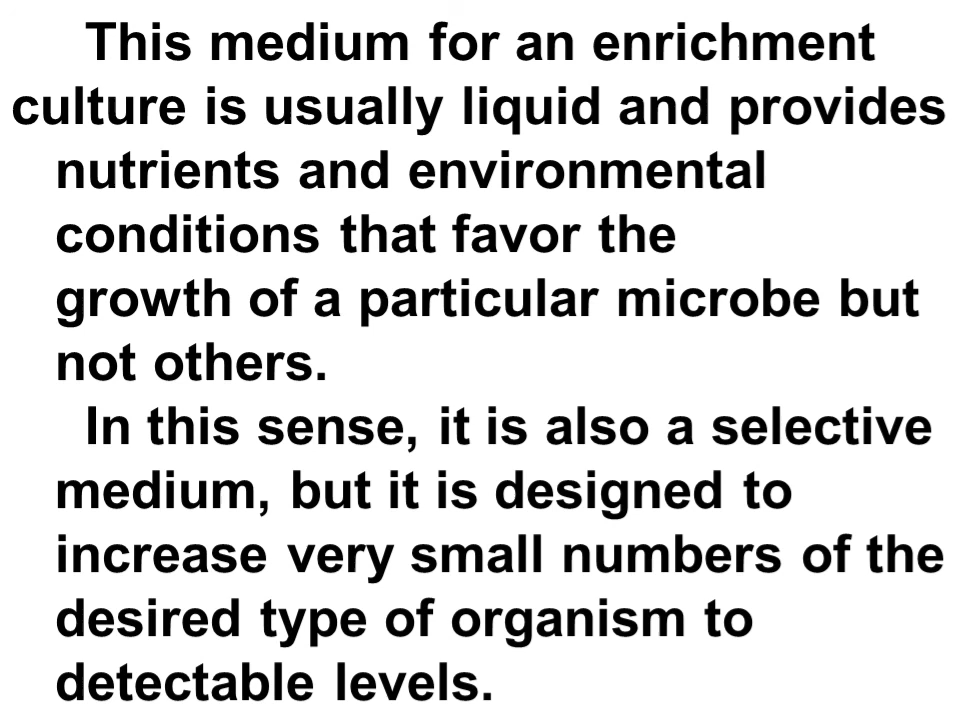 This medium for an enrichment
culture is usually liquid and provides
nutrients and environmental
conditions that favor the
growth of a particular microbe but
not others.
In this sense, it is also a selective
medium, but it is designed to
increase very small numbers of the
desired type of organism to
detectable levels.